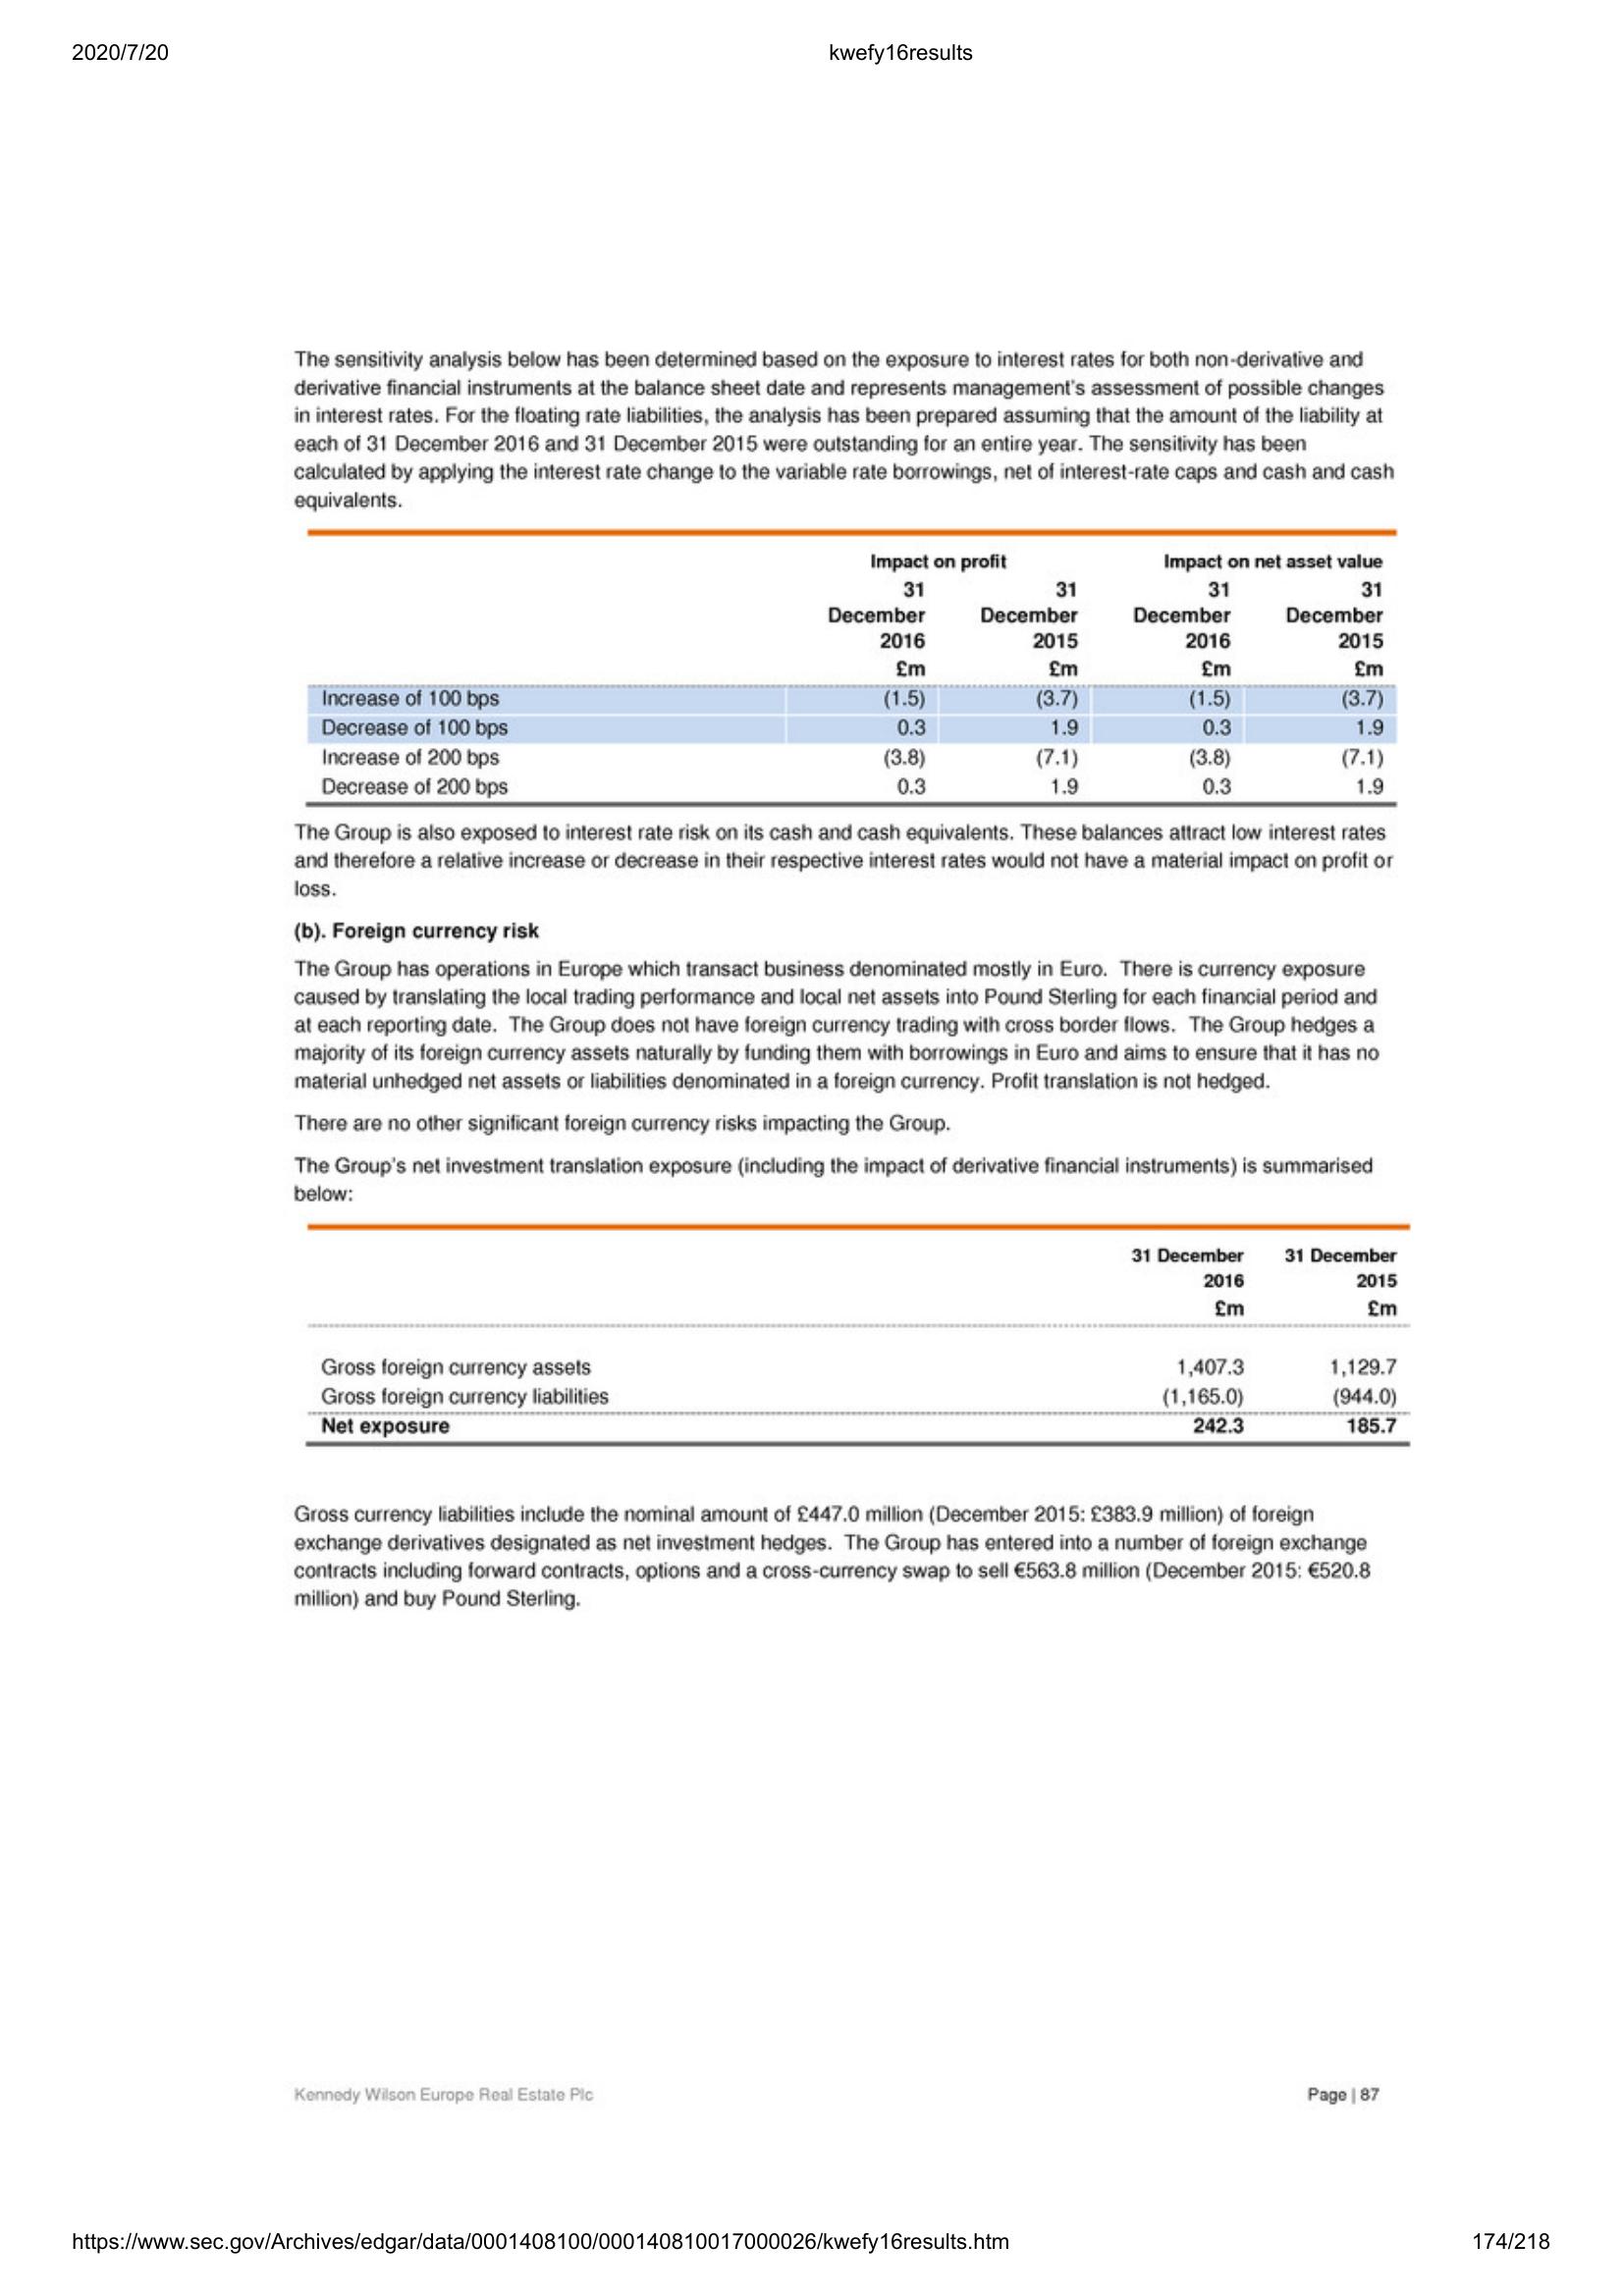 2020/7/20 kwefy16results
The sensitivity analysis below has been determined based on the exposure to interest rates for both non-derivative and
derivative financial instruments at the balance sheet date and represents management's assessment of possible changes
in interest rates. For the floating rate liabilities, the analysis has been prepared assuming that the amount of the liability at
each of 31 December 2016 and 31 December 2015 were outstanding for an entire year. The sensitivity has been
calculated by applying the interest rate change to the variable rate borrowings, net of interest-rate caps and cash and cash
equivalents.
Impact on profit Impact on net asset value
31 31 31 31
December December December December
2016 2015 2016 2015
£m £m £m £m
Increase of 100 bps (1.5) (3.7) (1.5) (3.7)
Decrease of 100 bps 0.3 1.9 0.3 1.9
Increase of 200 bps (3.8) (7.1) (3.8) (7.1)
Decrease of 200 bps 0.3 1.9 0.3 1.9
The Group is also exposed to interest rate risk on its cash and cash equivalents. These balances attract low interest rates
and therefore a relative increase or decrease in their respective interest rates would not have a material impact on profit or
loss.
(b). Foreign currency risk
The Group has operations in Europe which transact business denominated mostly in Euro. There is currency exposure
caused by translating the local trading performance and local net assets into Pound Sterling for each financial period and
at each reporting date. The Group does not have foreign currency trading with cross border flows. The Group hedges a
majority of its foreign currency assets naturally by funding them with borrowings in Euro and aims to ensure that it has no
material unhedged net assets or liabilities denominated in a foreign currency. Profit translation is not hedged.
There are no other significant foreign currency risks impacting the Group.
The Group's net investment translation exposure (including the impact of derivative financial instruments) is summarised
below:
31 December 31 December
2016 2015
£m £m
Gross foreign currency assets 1,407.3 1,129.7
Gross foreign currency liabilities (1,165.0) (944.0)
Net exposure 242.3 185.7
Gross currency liabilities include the nominal amount of £447.0 million (December 2015: £383.9 million) of foreign
exchange derivatives designated as net investment hedges. The Group has entered into a number of foreign exchange
contracts including forward contracts, options and a cross-currency swap to sell €563.8 million (December 2015: €520.8
million) and buy Pound Sterling.
Kennedy Wilson Europe Real Estate Plc Page | 87
https://www.sec.gov/Archives/edgar/data/0001408100/000140810017000026/kwefy16results.htm 174/218